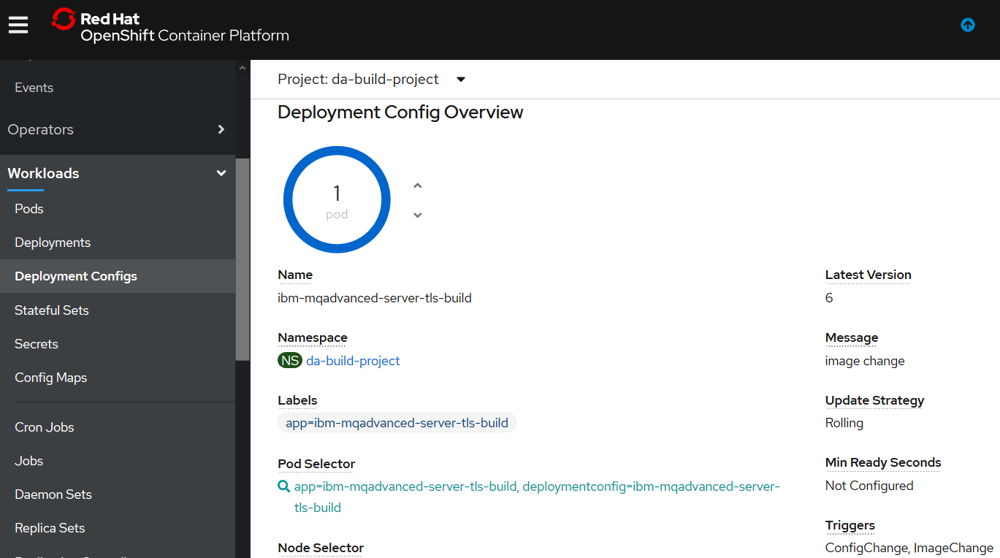 Red Hat
OpenShift Container Platform
Events
Operators
Workloads
Pods
Deployments
Deployment Configs
Stateful Sets
Secrets
Config Maps
Cron Jobs
Jobs
Daemon Sets
Replica Sets
Project: da-build-project
Deployment Config Overview
1
pod
Name
ibm-mqadvanced-server-tls-build
Namespace
NS da-build-project
Labels
app=ibm-mqadvanced-server-tls-build
Pod Selector
app=ibm-mqadvanced-server-tls-build, deploymentconfig=ibm-mqadvanced-server-
tls-build
Node Selector
Latest Version
6
Message
image change
Update Strategy
Rolling
Min Ready Seconds
Not Configured
Triggers
ConfigChange, ImageChange